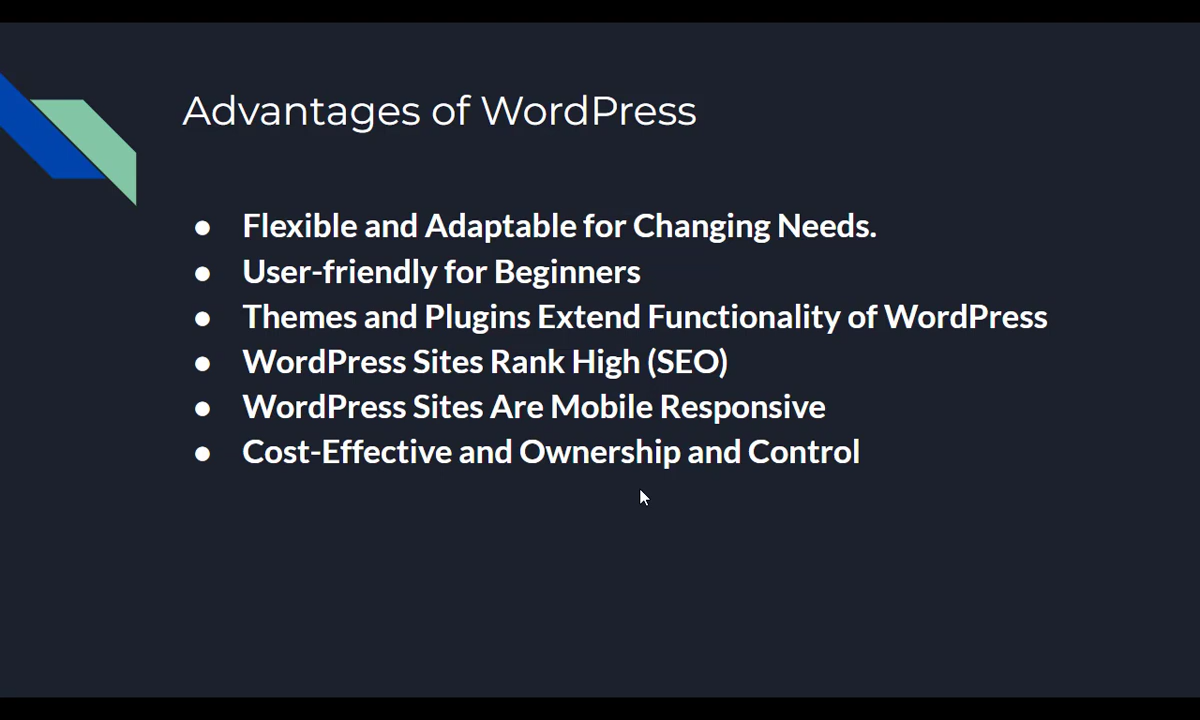 Advantages of WordPress
● Flexible and Adaptable for Changing Needs.
● User-friendly for Beginners
● Themes and Plugins Extend Functionality of WordPress
● WordPress Sites Rank High (SEO)
● WordPress Sites Are Mobile Responsive
● Cost-Effective and Ownership and Control